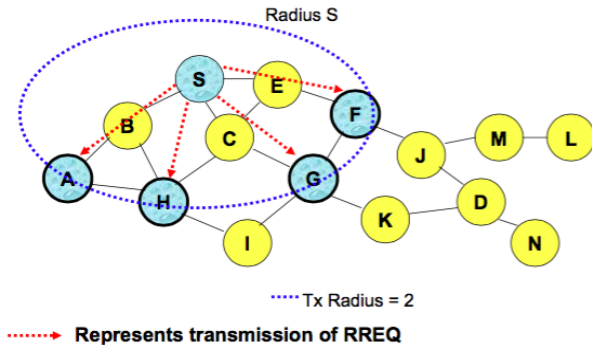 Radius S
S
E
B
F
C
M
L
J
A
G
H
D
K
I
N
Tx Radius = 2
Represents transmission of RREQ